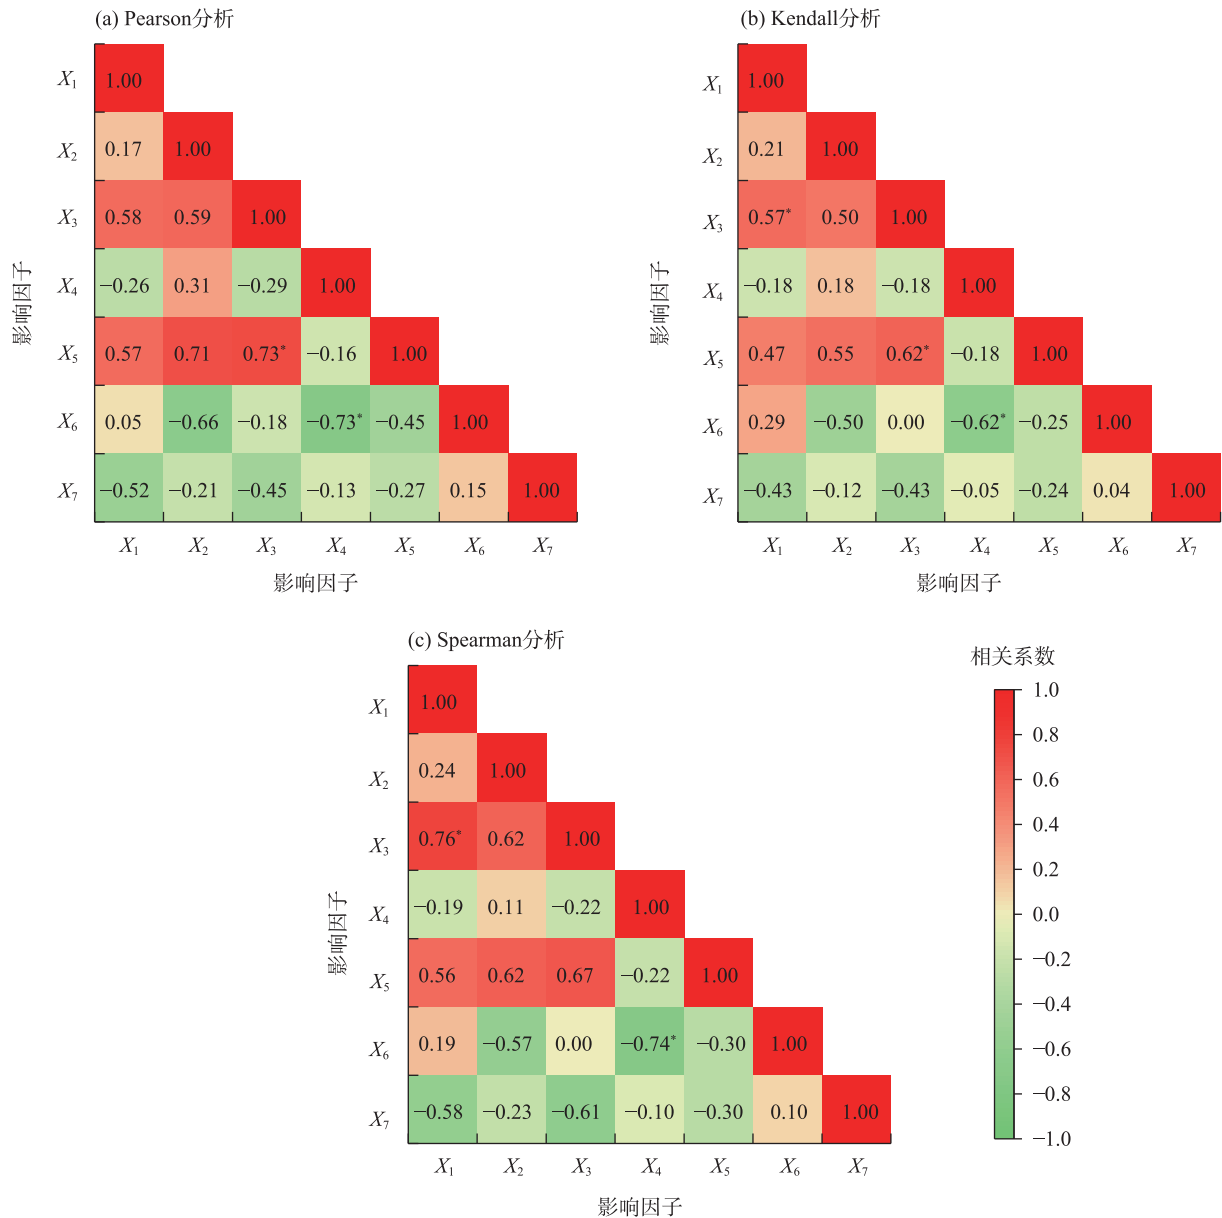 (a) Pearson分析
X1 1.00
X2 0.17 1.00
X3 0.58 0.59 1.00
X4 −0.26 0.31 −0.29 1.00
X5 0.57 0.71 0.73* −0.16 1.00
X6 0.05 −0.66 −0.18 −0.73* −0.45 1.00
X7 −0.52 −0.21 −0.45 −0.13 −0.27 0.15 1.00
X1 X2 X3 X4 X5 X6 X7
影响因子
影响因子
(b) Kendall分析
X1 1.00
X2 0.21 1.00
X3 0.57* 0.50 1.00
X4 −0.18 0.18 −0.18 1.00
X5 0.47 0.55 0.62* −0.18 1.00
X6 0.29 −0.50 0.00 −0.62* −0.25 1.00
X7 −0.43 −0.12 −0.43 −0.05 −0.24 0.04 1.00
X1 X2 X3 X4 X5 X6 X7
影响因子
影响因子
(c) Spearman分析
X1 1.00
X2 0.24 1.00
X3 0.76* 0.62 1.00
X4 −0.19 0.11 −0.22 1.00
X5 0.56 0.62 0.67 −0.22 1.00
X6 0.19 −0.57 0.00 −0.74* −0.30 1.00
X7 −0.58 −0.23 −0.61 −0.10 −0.30 0.10 1.00
X1 X2 X3 X4 X5 X6 X7
影响因子
影响因子
相关系数
1.0
0.8
0.6
0.4
0.2
0.0
−0.2
−0.4
−0.6
−0.8
−1.0